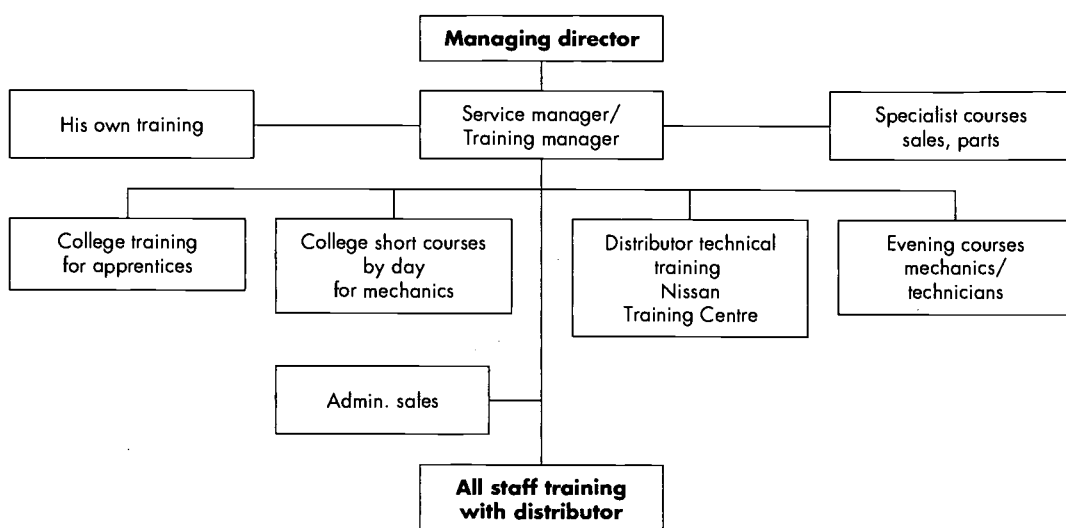 Managing director
His own training
Service manager/
Training manager
Specialist courses
sales, parts
College training
for apprentices
College short courses
by day
for mechanics
Distributor technical
training
Nissan
Training Centre
Evening courses
mechanics/
technicians
Admin. sales
All staff training
with distributor